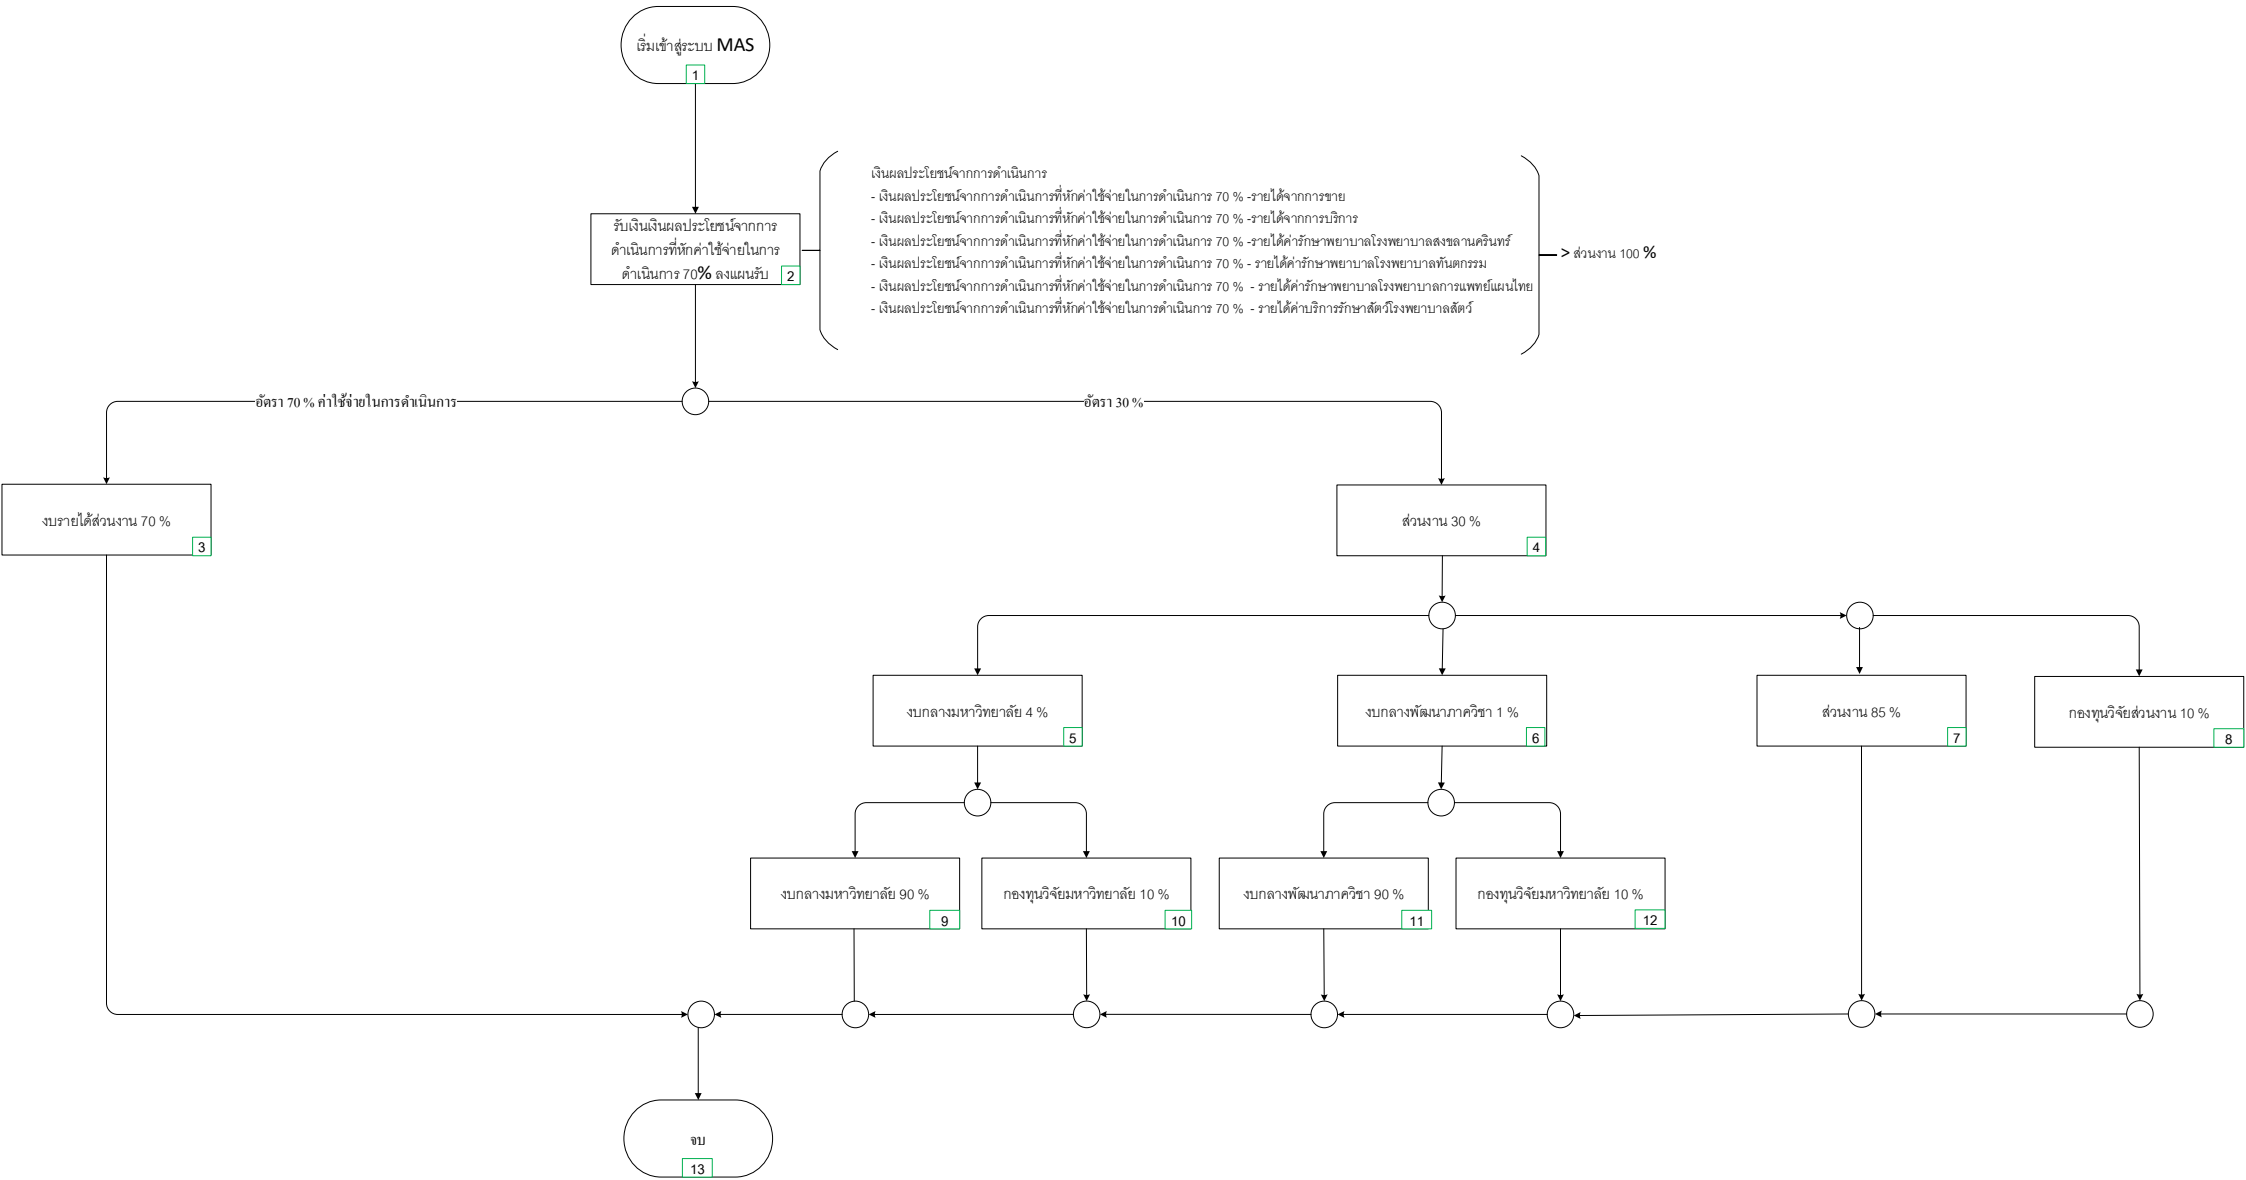 เริ่มเข้าสู่ระบบ MAS
1
เงินผลประโยชน์จากการดำเนินการ
- เงินผลประโยชน์จากการดำเนินการที่หักค่าใช้จ่ายในการดำเนินการ 70 % -รายได้จากการขาย
- เงินผลประโยชน์จากการดำเนินการที่หักค่าใช้จ่ายในการดำเนินการ 70 % -รายได้จากการบริการ
- เงินผลประโยชน์จากการดำเนินการที่หักค่าใช้จ่ายในการดำเนินการ 70 % -รายได้ค่ารักษาพยาบาลโรงพยาบาลสงขลานครินทร์
- เงินผลประโยชน์จากการดำเนินการที่หักค่าใช้จ่ายในการดำเนินการ 70 % - รายได้ค่ารักษาพยาบาลโรงพยาบาลทันตกรรม
- เงินผลประโยชน์จากการดำเนินการที่หักค่าใช้จ่ายในการดำเนินการ 70 % - รายได้ค่ารักษาพยาบาลโรงพยาบาลการแพทย์แผนไทย
- เงินผลประโยชน์จากการดำเนินการที่หักค่าใช้จ่ายในการดำเนินการ 70 % - รายได้ค่าบริการรักษาสัตว์โรงพยาบาลสัตว์
> ส่วนงาน 100 %
รับเงินเงินผลประโยชน์จากการ
ดำเนินการที่หักค่าใช้จ่ายในการ
ดำเนินการ 70% ลงแผนรับ
2
อัตรา 70 % ค่าใช้จ่ายในการดำเนินการ
อัตรา 30 %
งบรายได้ส่วนงาน 70 %
3
ส่วนงาน 30 %
4
งบกลางมหาวิทยาลัย 4 %
5
งบกลางพัฒนาภาควิชา 1 %
6
ส่วนงาน 85 %
7
กองทุนวิจัยส่วนงาน 10 %
8
งบกลางมหาวิทยาลัย 90 %
9
กองทุนวิจัยมหาวิทยาลัย 10 %
10
งบกลางพัฒนาภาควิชา 90 %
11
กองทุนวิจัยมหาวิทยาลัย 10 %
12
จบ
13